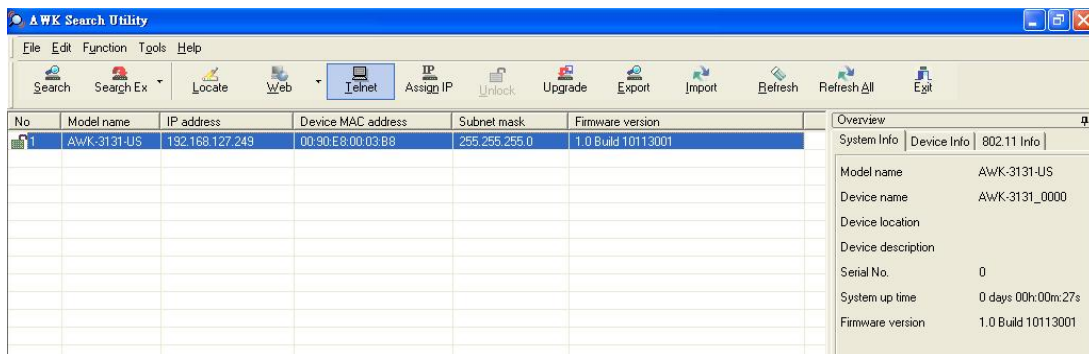 AWK Search Utility
File Edit Function Tools Help
Search Search Ex Locate Web Telnet Assign IP Unlock Upgrade Export Import Refresh Refresh All Exit
No Model name IP address Device MAC address Subnet mask Firmware version
1 AWK-3131-US 192.168.127.249 00:90:E8:00:03:B8 255.255.255.0 1.0 Build 10113001
Overview
System Info Device Info 802.11 Info
Model name AWK-3131-US
Device name AWK-3131_0000
Device location
Device description
Serial No. 0
System up time 0 days 00h:00m:27s
Firmware version 1.0 Build 10113001